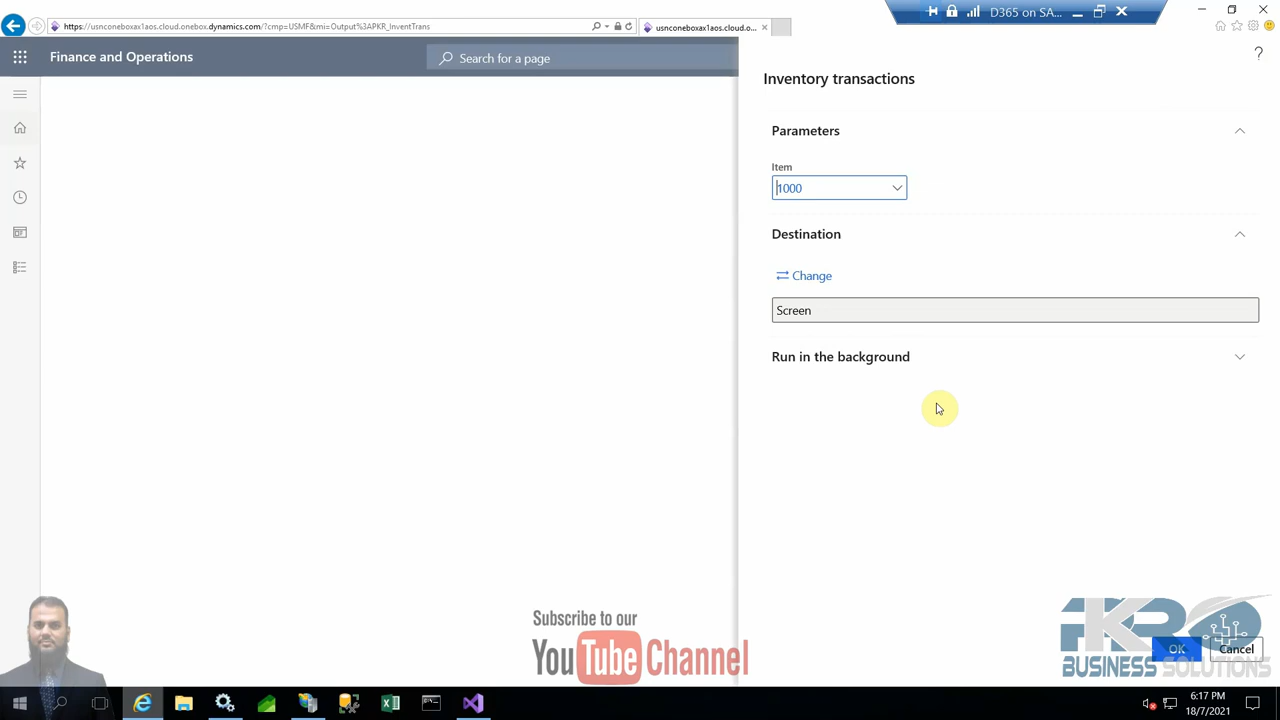 https://usnconeboxax1aos.cloud.onebox.dynamics.com/?cmp=USMF&mi=Output%3APKR_InventTrans
usnconeboxax1aos.cloud.o...
D365 on SA...
Finance and Operations
Search for a page
?
Inventory transactions
Parameters
Item
1000
Destination
Change
Screen
Run in the background
Subscribe to our
YouTube Channel
PKR
BUSINESS SOLUTIONS
OK
Cancel
6:17 PM
18/7/2021